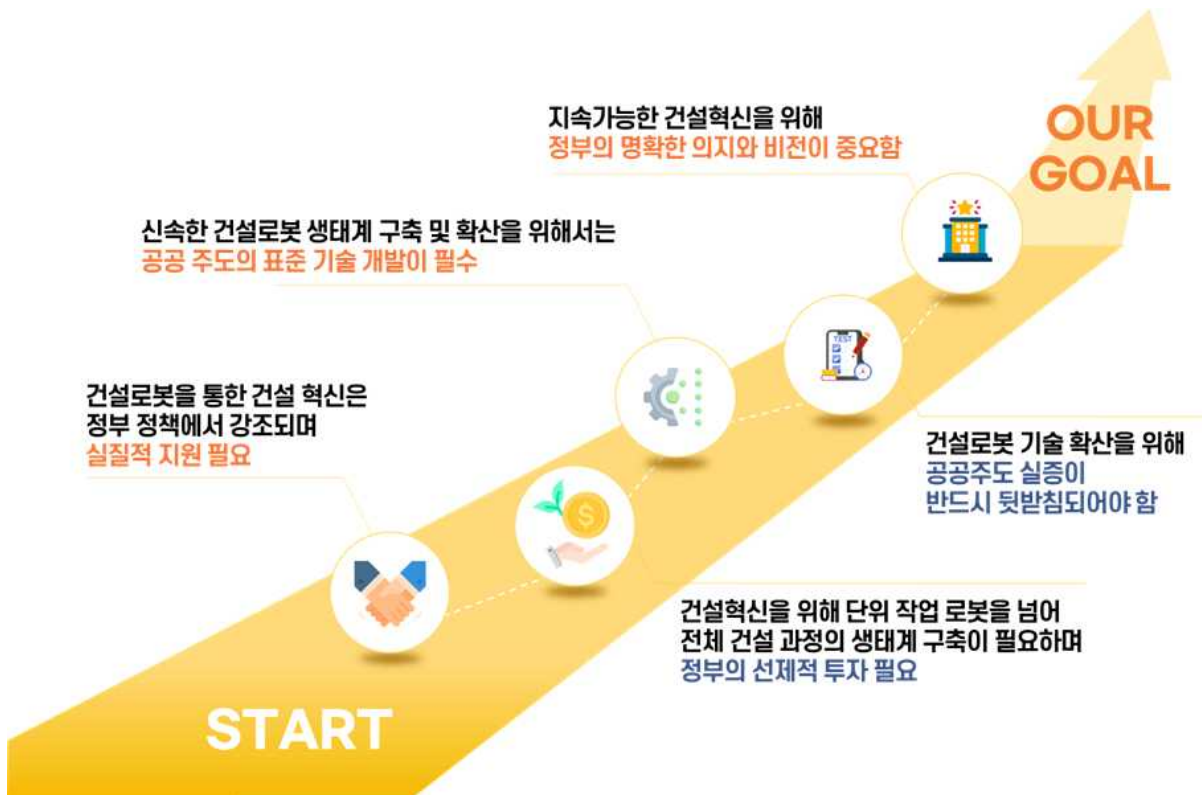 지속가능한 건설혁신을 위해
정부의 명확한 의지와 비전이 중요함
OUR
GOAL
신속한 건설로봇 생태계 구축 및 확산을 위해서는
공공 주도의 표준 기술 개발이 필수
TEST
건설로봇을 통한 건설 혁신은
정부 정책에서 강조되며
실질적 지원 필요
건설로봇 기술 확산을 위해
공공주도 실증이
반드시 뒷받침되어야 함
건설혁신을 위해 단위 작업 로봇을 넘어
전체 건설 과정의 생태계 구축이 필요하며
정부의 선제적 투자 필요
START